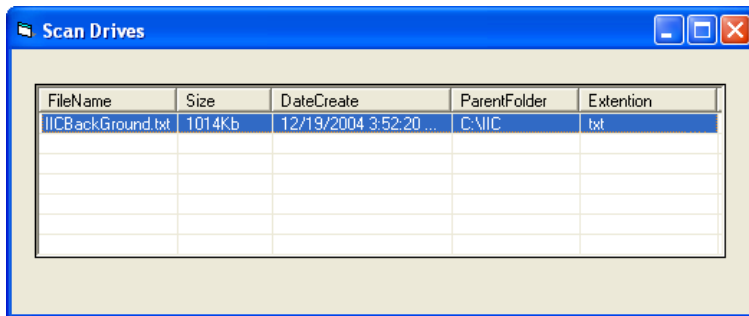 Scan Drives
FileName Size DateCreate ParentFolder Extention
IICBackGround.txt 1014Kb 12/19/2004 3:52:20 ... C:\IIC txt